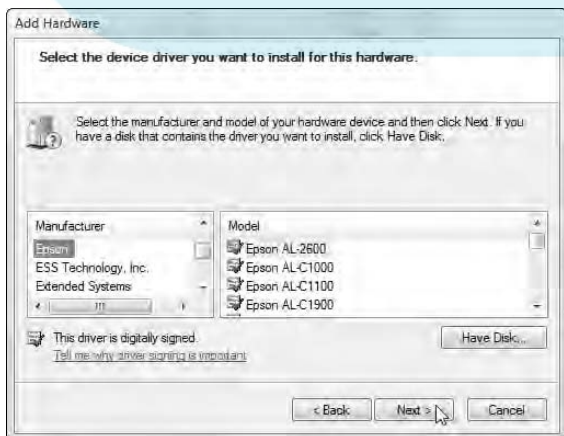 Add Hardware
Select the device driver you want to install for this hardware.
Select the manufacturer and model of your hardware device and then click Next. If you
have a disk that contains the driver you want to install, click Have Disk.
Manufacturer
Epson
ESS Technology, Inc.
Extended Systems
Model
Epson AL-2600
Epson AL-C1000
Epson AL-C1100
Epson AL-C1900
This driver is digitally signed.
Tell me why driver signing is important
Have Disk...
< Back
Next >
Cancel